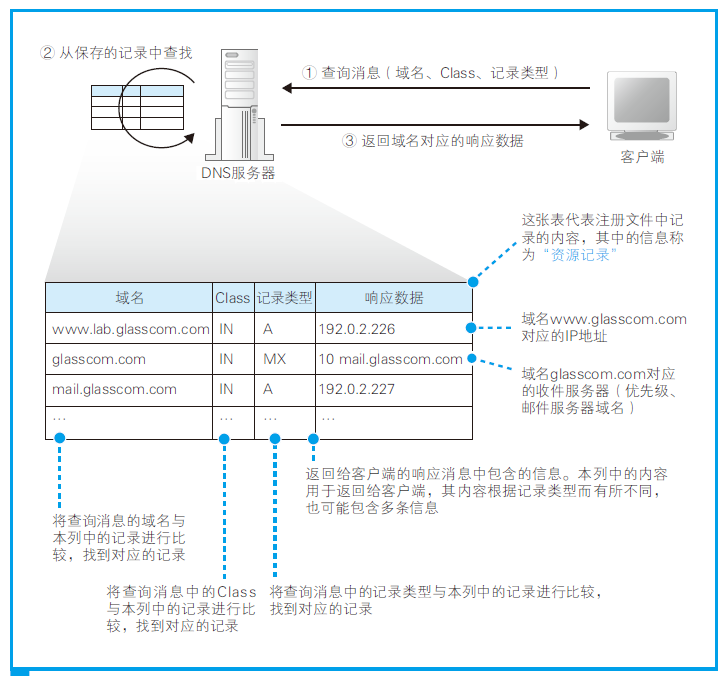 ② 从保存的记录中查找
① 查询消息（域名、Class、记录类型）
③ 返回域名对应的响应数据
客户端
DNS服务器
这张表代表注册文件中记
录的内容，其中的信息称
为“资源记录”
域名 Class 记录类型 响应数据
www.lab.glasscom.com IN A 192.0.2.226
glasscom.com IN MX 10 mail.glasscom.com
mail.glasscom.com IN A 192.0.2.227
… … … …
域名www.glasscom.com
对应的IP地址
域名glasscom.com对应
的收件服务器（优先级、
邮件服务器域名）
返回给客户端的响应消息中包含的信息。本列中的内容
用于返回给客户端，其内容根据记录类型而有所不同，
也可能包含多条信息
将查询消息的域名与
本列中的记录进行比
较，找到对应的记录
将查询消息中的Class
与本列中的记录进行比
较，找到对应的记录
将查询消息中的记录类型与本列中的记录进行比较，
找到对应的记录